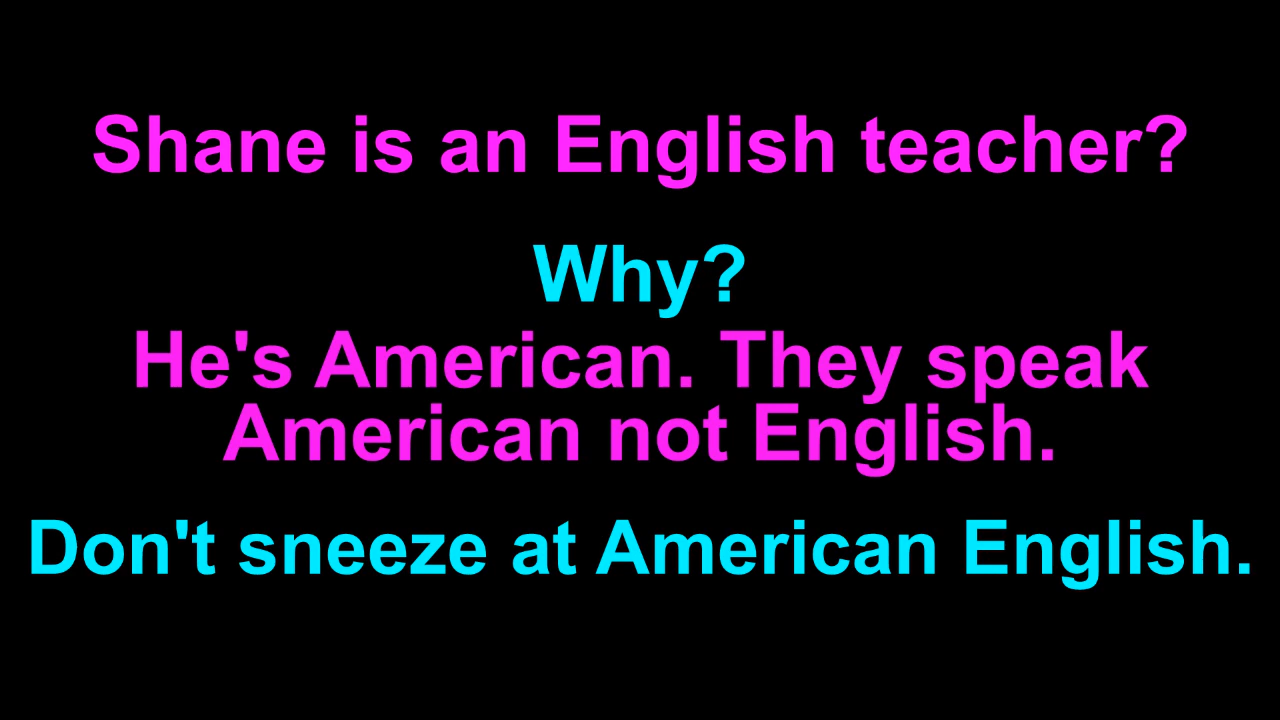 Shane is an English teacher?
Why?
He's American. They speak
American not English.
Don't sneeze at American English.